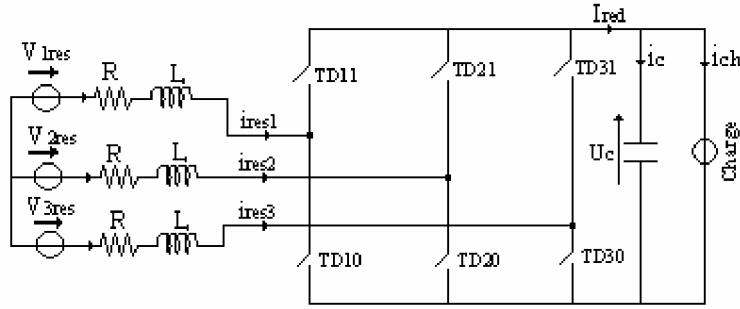 Ired
V1res
R
L
TD11
TD21
TD31
ic
ich
ires1
V2res
R
L
ires2
Uc
Charge
V3res
R
L
ires3
TD10
TD20
TD30